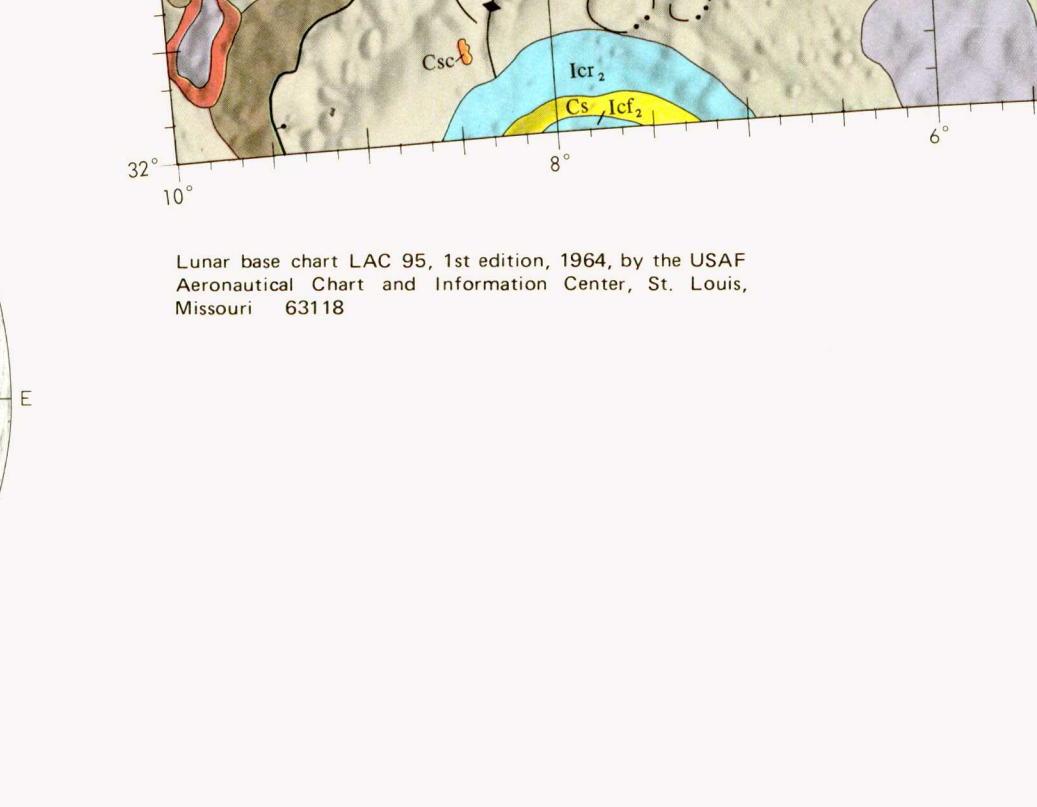 Csc
Icr₂
Cs Icf₂
32°
10°
8°
6°
Lunar base chart LAC 95, 1st edition, 1964, by the USAF
Aeronautical Chart and Information Center, St. Louis,
Missouri 63118
E